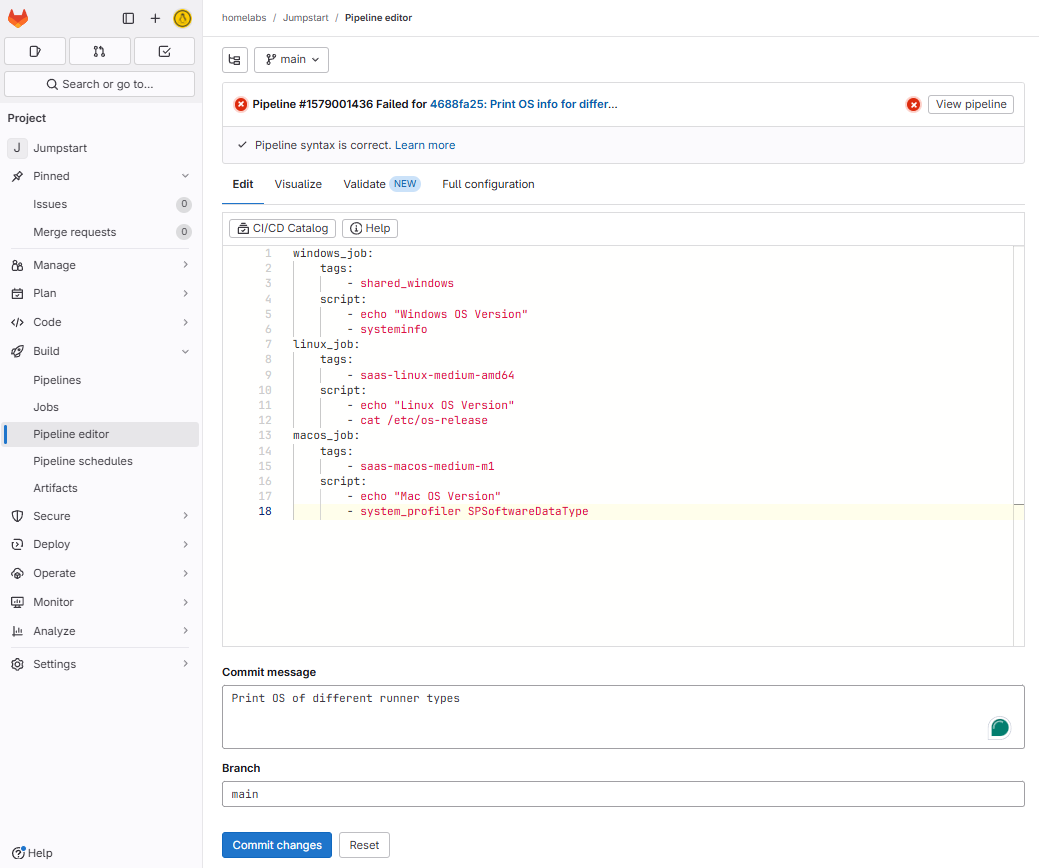 homelabs / Jumpstart / Pipeline editor
Search or go to...
Project
J Jumpstart
Pinned
Issues 0
Merge requests 0
Manage
Plan
Code
Build
Pipelines
Jobs
Pipeline editor
Pipeline schedules
Artifacts
Secure
Deploy
Operate
Monitor
Analyze
Settings
Help
main
Pipeline #1579001436 Failed for 4688fa25: Print OS info for differ...
View pipeline
Pipeline syntax is correct. Learn more
Edit Visualize Validate NEW Full configuration
CI/CD Catalog Help
1 windows_job:
2 tags:
3 - shared_windows
4 script:
5 - echo "Windows OS Version"
6 - systeminfo
7 linux_job:
8 tags:
9 - saas-linux-medium-amd64
10 script:
11 - echo "Linux OS Version"
12 - cat /etc/os-release
13 macos_job:
14 tags:
15 - saas-macos-medium-m1
16 script:
17 - echo "Mac OS Version"
18 - system_profiler SPSoftwareDataType
Commit message
Print OS of different runner types
Branch
main
Commit changes Reset